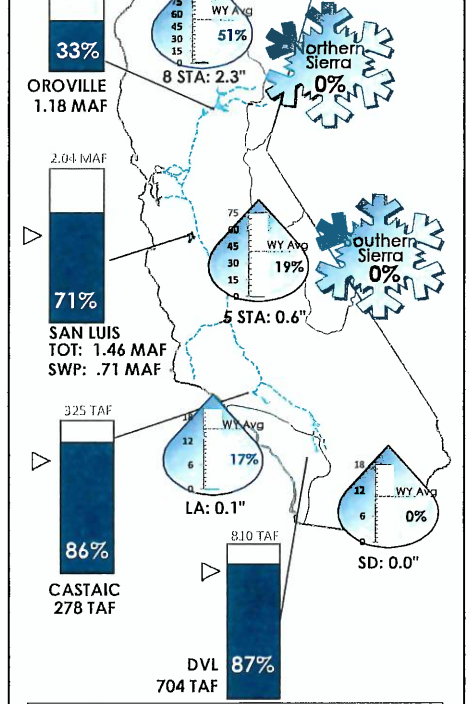 75
60
45
30
15
0
WY Avg
51%
8 STA: 2.3"
33%
OROVILLE
1.18 MAF
Northern
Sierra
0%
2.04 MAF
71%
SAN LUIS
TOT: 1.46 MAF
SWP: .71 MAF
75
60
45
30
15
0
WY Avg
19%
5 STA: 0.6"
Southern
Sierra
0%
325 TAF
86%
CASTAIC
278 TAF
18
12
6
0
WY Avg
17%
LA: 0.1"
18
12
6
0
WY Avg
0%
SD: 0.0"
810 TAF
87%
DVL
704 TAF